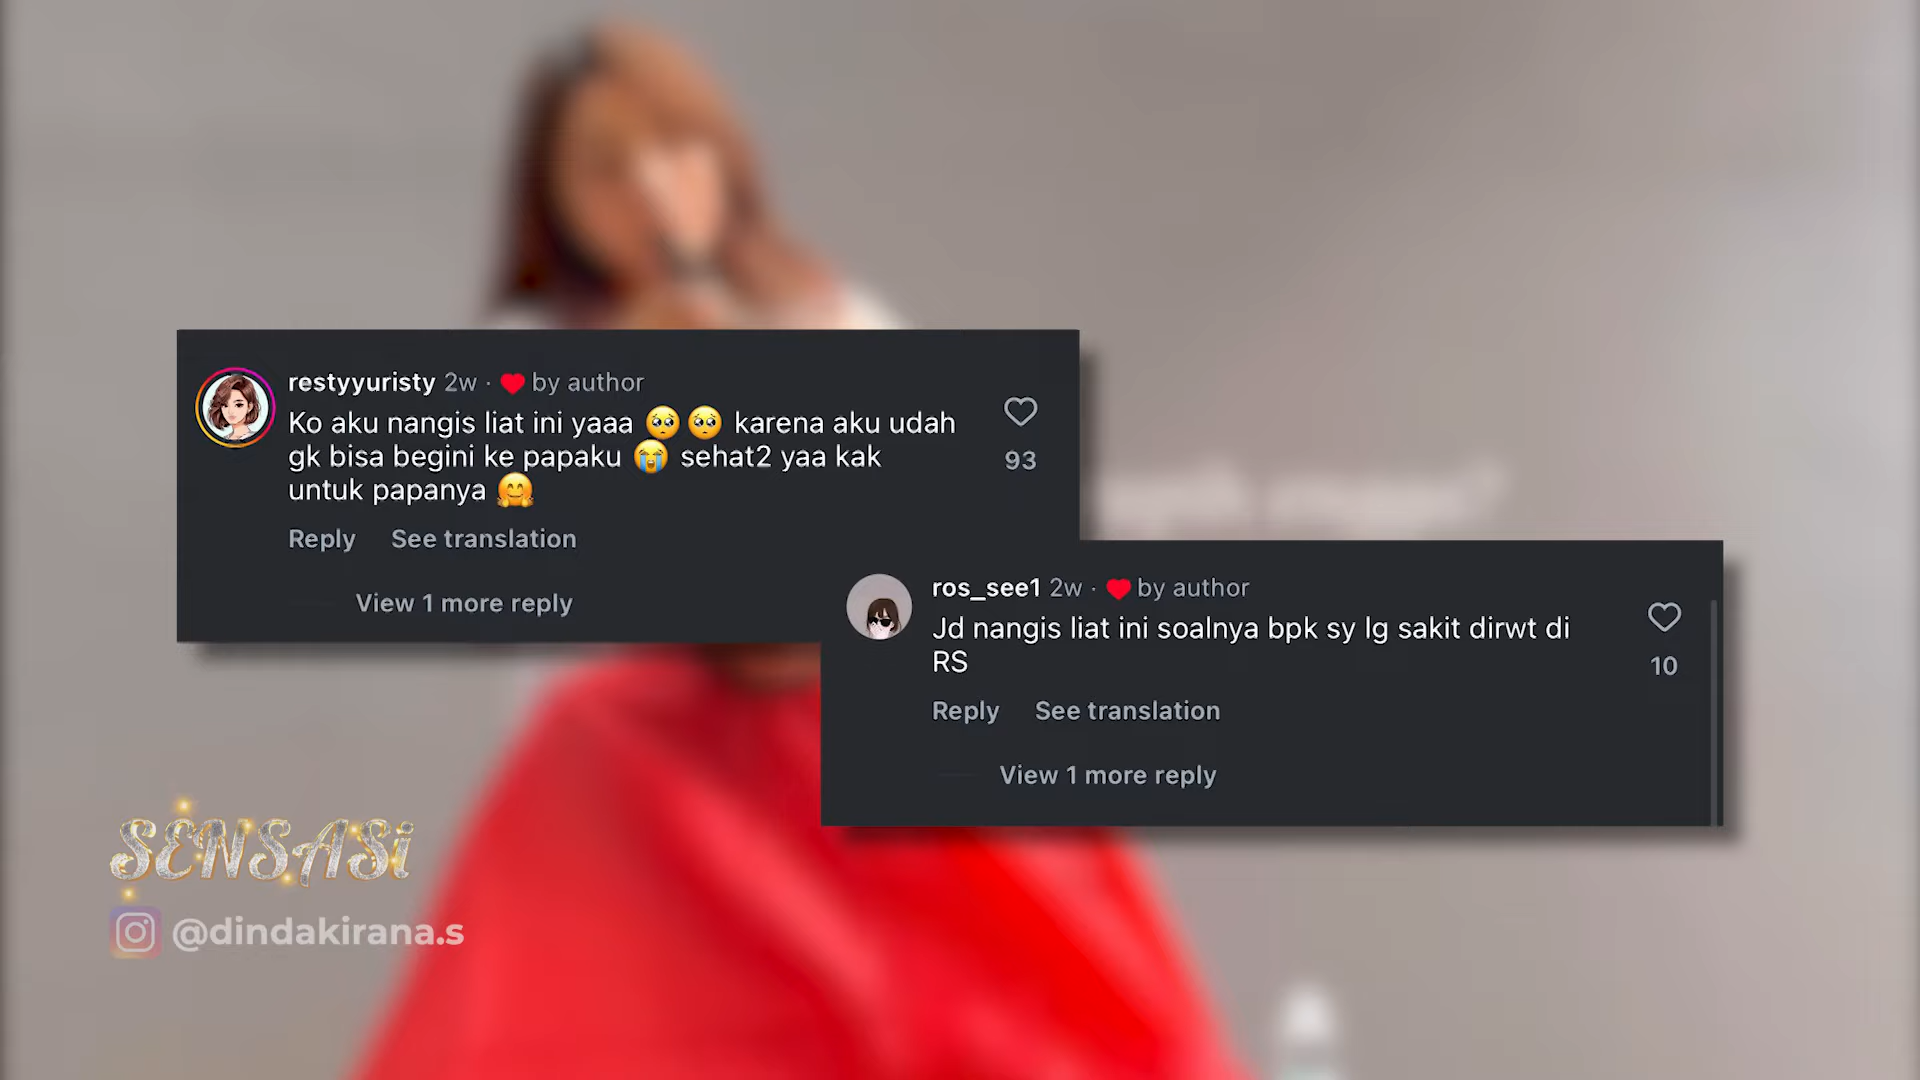 restyyuristy 2w · ❤️ by author
Ko aku nangis liat ini yaaa 🥺🥺 karena aku udah
gk bisa begini ke papaku 😭 sehat2 yaa kak
untuk papanya 🤗
93
Reply See translation
View 1 more reply
ros_see1 2w · ❤️ by author
Jd nangis liat ini soalnya bpk sy lg sakit dirwt di
RS
10
Reply See translation
View 1 more reply
SENSASi
@dindakirana.s